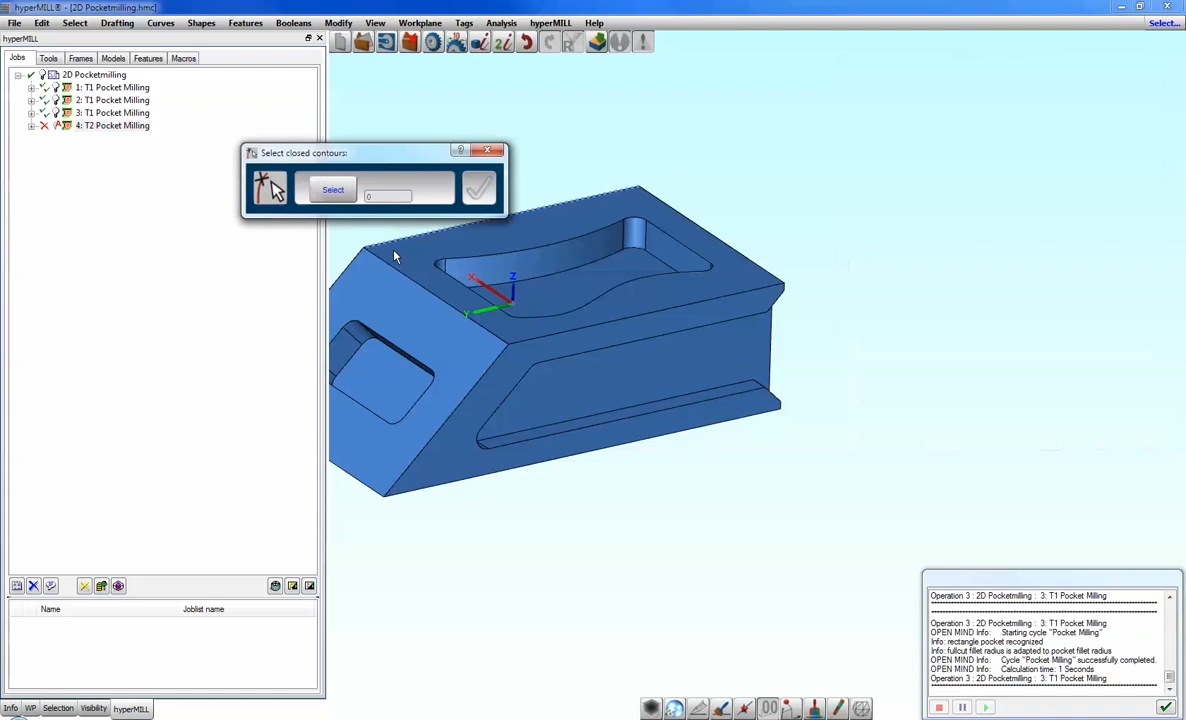 hyperMILL® - [2D Pocketmilling.hmc]
File Edit Select Drafting Curves Shapes Features Booleans Modify View Workplane Tags Analysis hyperMILL Help Select...
hyperMILL
Jobs Tools Frames Models Features Macros
2D Pocketmilling
1: T1 Pocket Milling
2: T1 Pocket Milling
3: T1 Pocket Milling
4: T2 Pocket Milling
Select closed contours:
Select 0
X
Y
Z
Name Joblist name
Operation 3 : 2D Pocketmilling : 3: T1 Pocket Milling
Operation 3 : 2D Pocketmilling : 3: T1 Pocket Milling
OPEN MIND Info: Starting cycle "Pocket Milling"
Info: rectangle pocket recognized
Info: fullcut fillet radius is adapted to pocket fillet radius
OPEN MIND Info: Cycle "Pocket Milling" successfully completed.
OPEN MIND Info: Calculation time: 1 Seconds
Operation 3 : 2D Pocketmilling : 3: T1 Pocket Milling
Info WP Selection Visibility hyperMILL